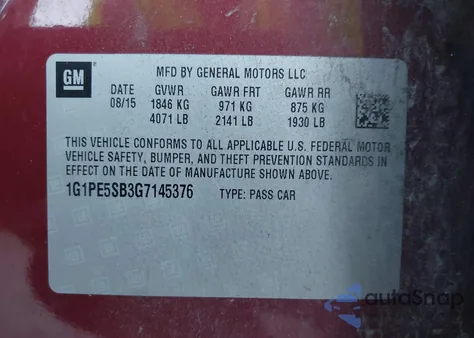 GM
MFD BY GENERAL MOTORS LLC
DATE GVWR GAWR FRT GAWR RR
08/15 1846 KG 971 KG 875 KG
4071 LB 2141 LB 1930 LB
THIS VEHICLE CONFORMS TO ALL APPLICABLE U.S. FEDERAL MOTOR
VEHICLE SAFETY, BUMPER, AND THEFT PREVENTION STANDARDS IN
EFFECT ON THE DATE OF MANUFACTURE SHOWN ABOVE.
1G1PE5SB3G7145376 TYPE: PASS CAR
autoSnap